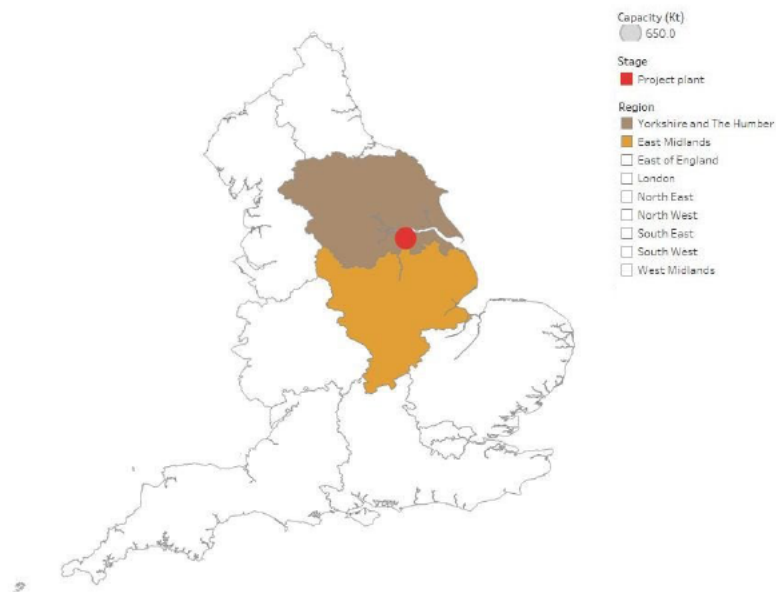 Capacity (Kt)
650.0
Stage
Project plant
Region
Yorkshire and The Humber
East Midlands
East of England
London
North East
North West
South East
South West
West Midlands